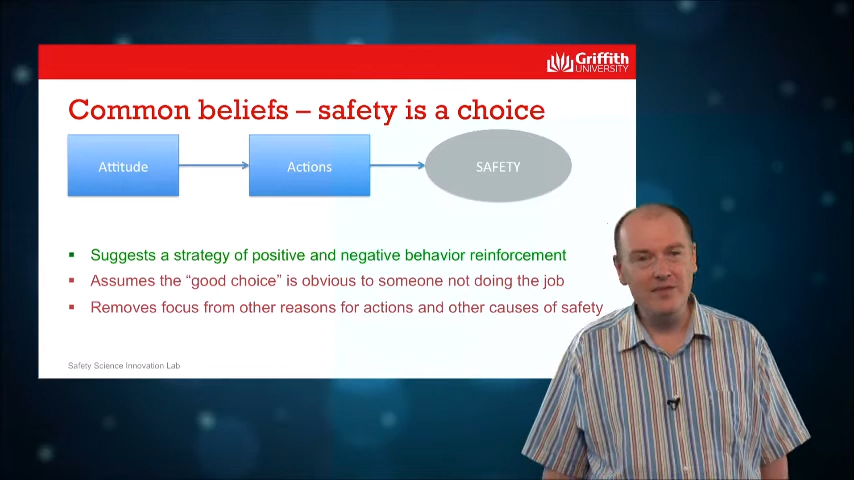 Griffith
UNIVERSITY
Common beliefs – safety is a choice
Attitude
Actions
SAFETY
▪ Suggests a strategy of positive and negative behavior reinforcement
▪ Assumes the “good choice” is obvious to someone not doing the job
▪ Removes focus from other reasons for actions and other causes of safety
Safety Science Innovation Lab